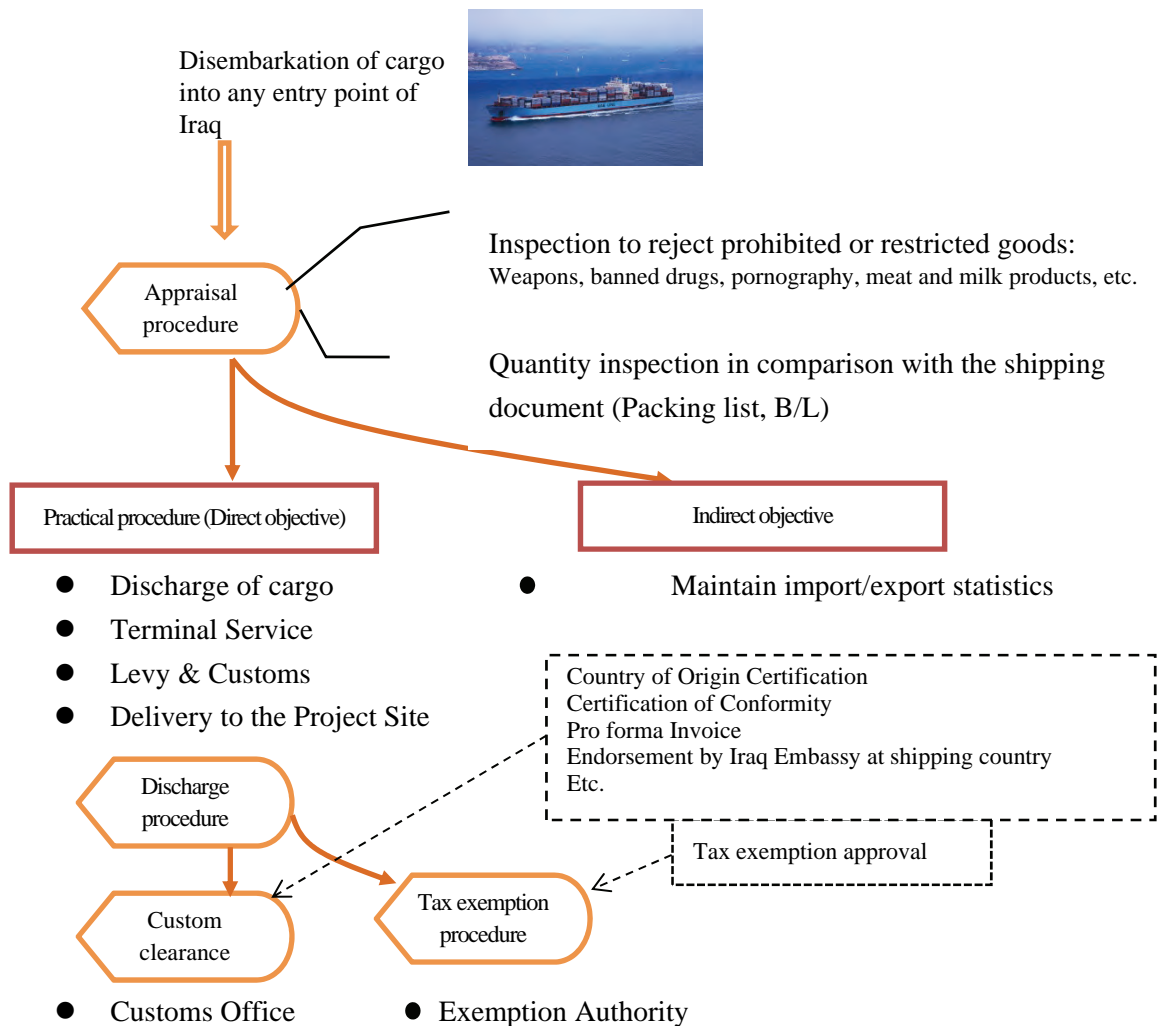 Disembarkation of cargo
into any entry point of
Iraq
Inspection to reject prohibited or restricted goods:
Weapons, banned drugs, pornography, meat and milk products, etc.
Appraisal
procedure
Quantity inspection in comparison with the shipping
document (Packing list, B/L)
Practical procedure (Direct objective)
Indirect objective
● Discharge of cargo
● Terminal Service
● Levy & Customs
● Delivery to the Project Site
● Maintain import/export statistics
Country of Origin Certification
Certification of Conformity
Pro forma Invoice
Endorsement by Iraq Embassy at shipping country
Etc.
Discharge
procedure
Tax exemption approval
Custom
clearance
Tax exemption
procedure
● Customs Office
● Exemption Authority